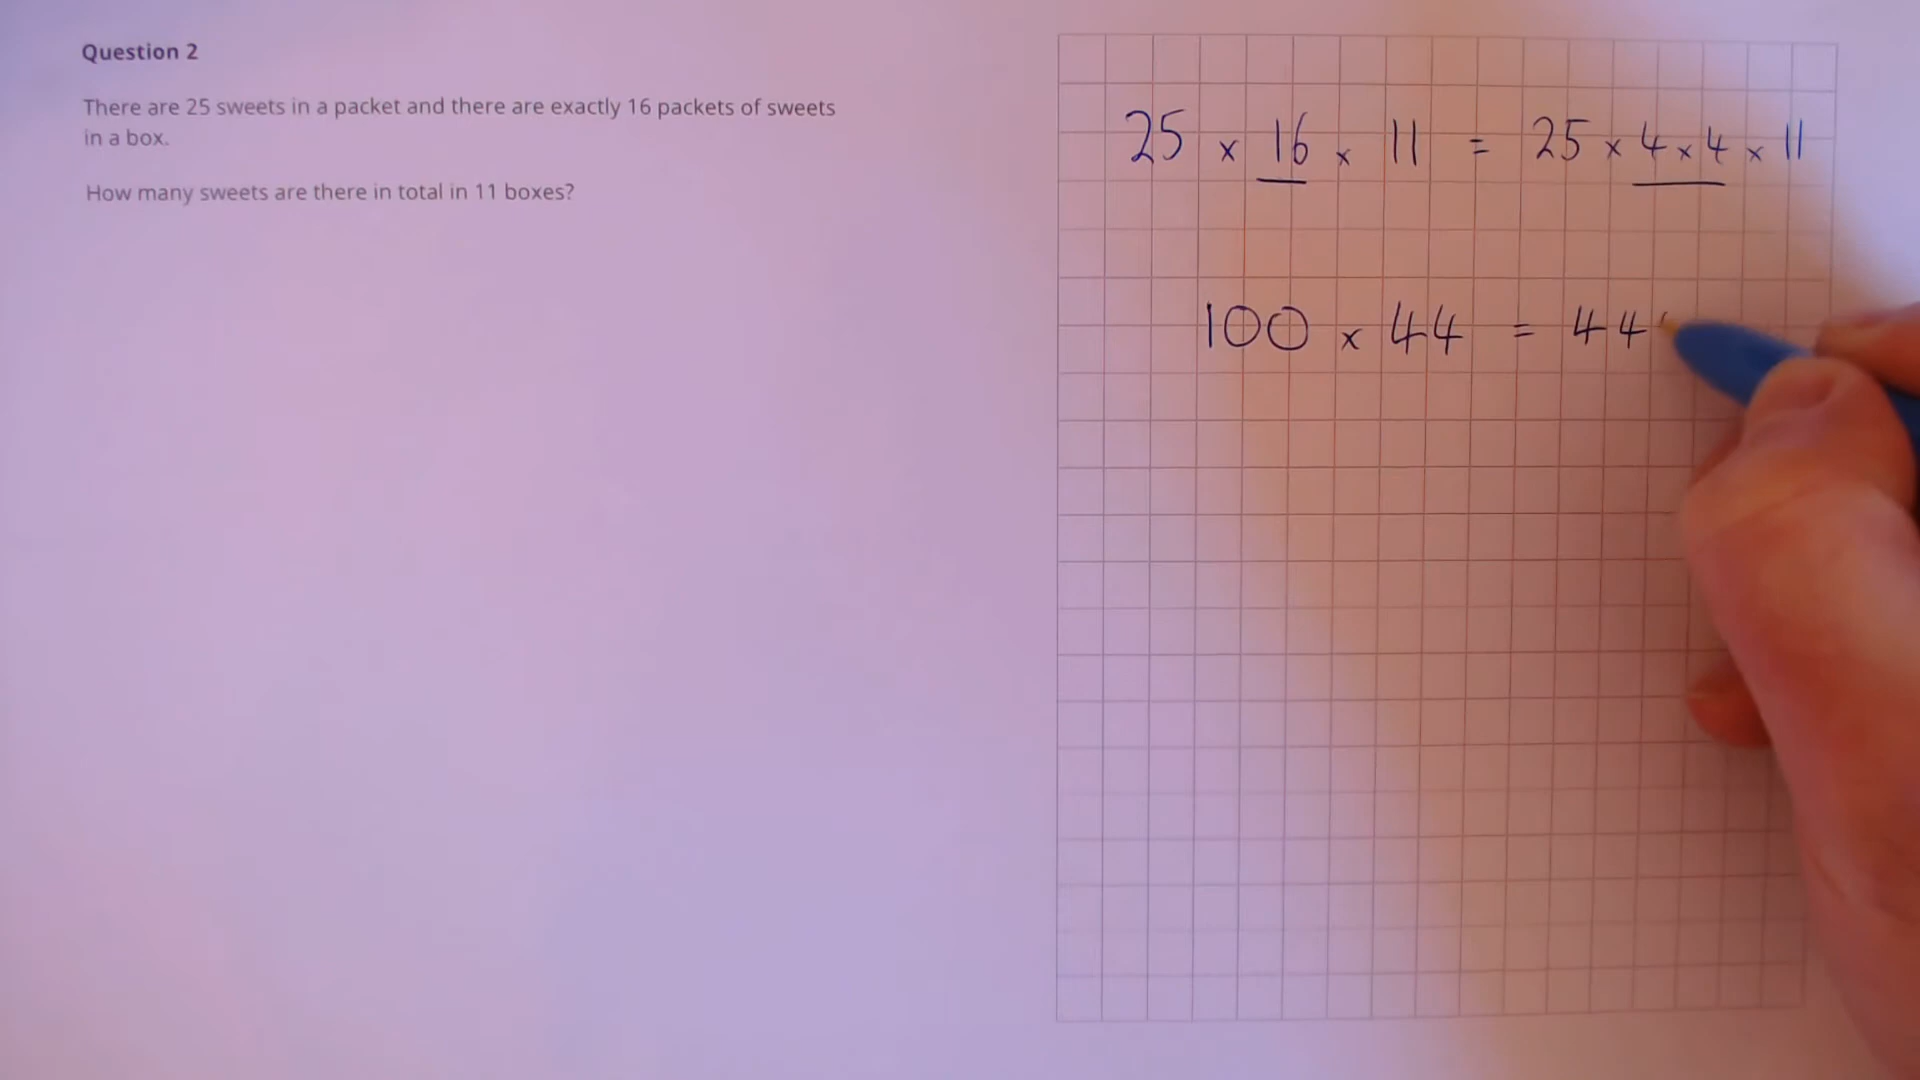 Question 2
There are 25 sweets in a packet and there are exactly 16 packets of sweets
in a box.
How many sweets are there in total in 11 boxes?
25 × 16 × 11 = 25 × 4 × 4 × 11
100 × 44 = 44